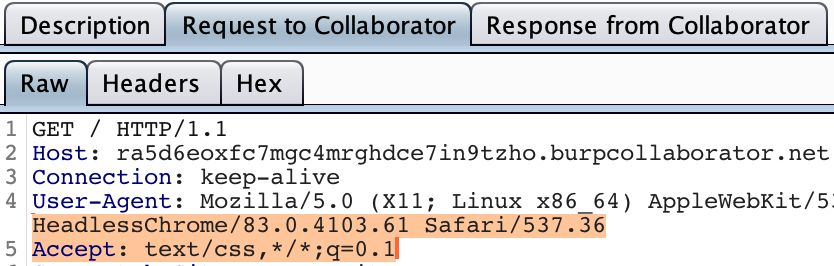 Description Request to Collaborator Response from Collaborator
Raw Headers Hex
1 GET / HTTP/1.1
2 Host: ra5d6eoxfc7mgc4mrghdce7in9tzho.burpcollaborator.net
3 Connection: keep-alive
4 User-Agent: Mozilla/5.0 (X11; Linux x86_64) AppleWebKit/53
HeadlessChrome/83.0.4103.61 Safari/537.36
5 Accept: text/css,*/*;q=0.1